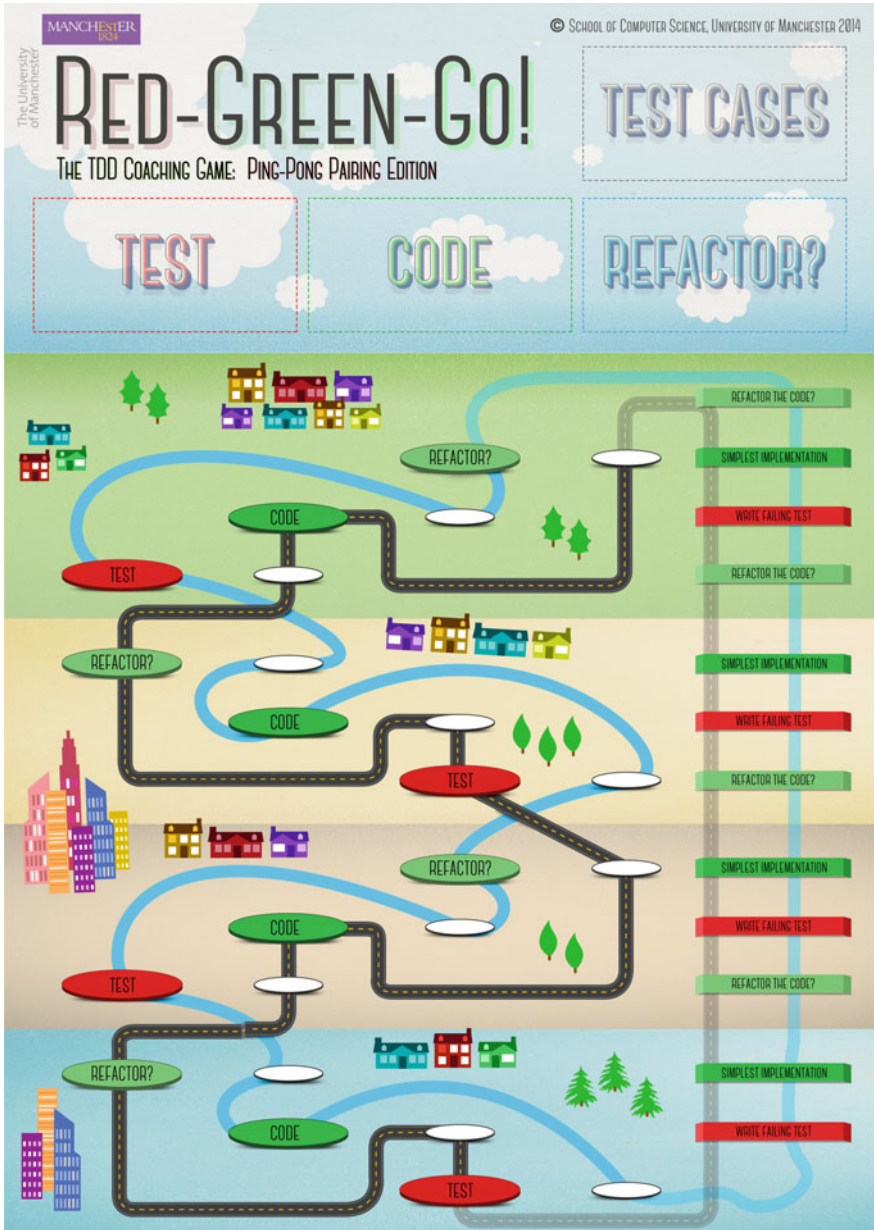 MANCHESTER
1824
The University
of Manchester
© School of Computer Science, University of Manchester 2014
Red-Green-Go!
The TDD Coaching Game: Ping-Pong Pairing Edition
TEST CASES
TEST
CODE
REFACTOR?
REFACTOR THE CODE?
REFACTOR?
SIMPLEST IMPLEMENTATION
CODE
WRITE FAILING TEST
TEST
REFACTOR THE CODE?
REFACTOR?
SIMPLEST IMPLEMENTATION
CODE
WRITE FAILING TEST
TEST
REFACTOR THE CODE?
REFACTOR?
SIMPLEST IMPLEMENTATION
CODE
WRITE FAILING TEST
TEST
REFACTOR THE CODE?
REFACTOR?
SIMPLEST IMPLEMENTATION
CODE
WRITE FAILING TEST
TEST